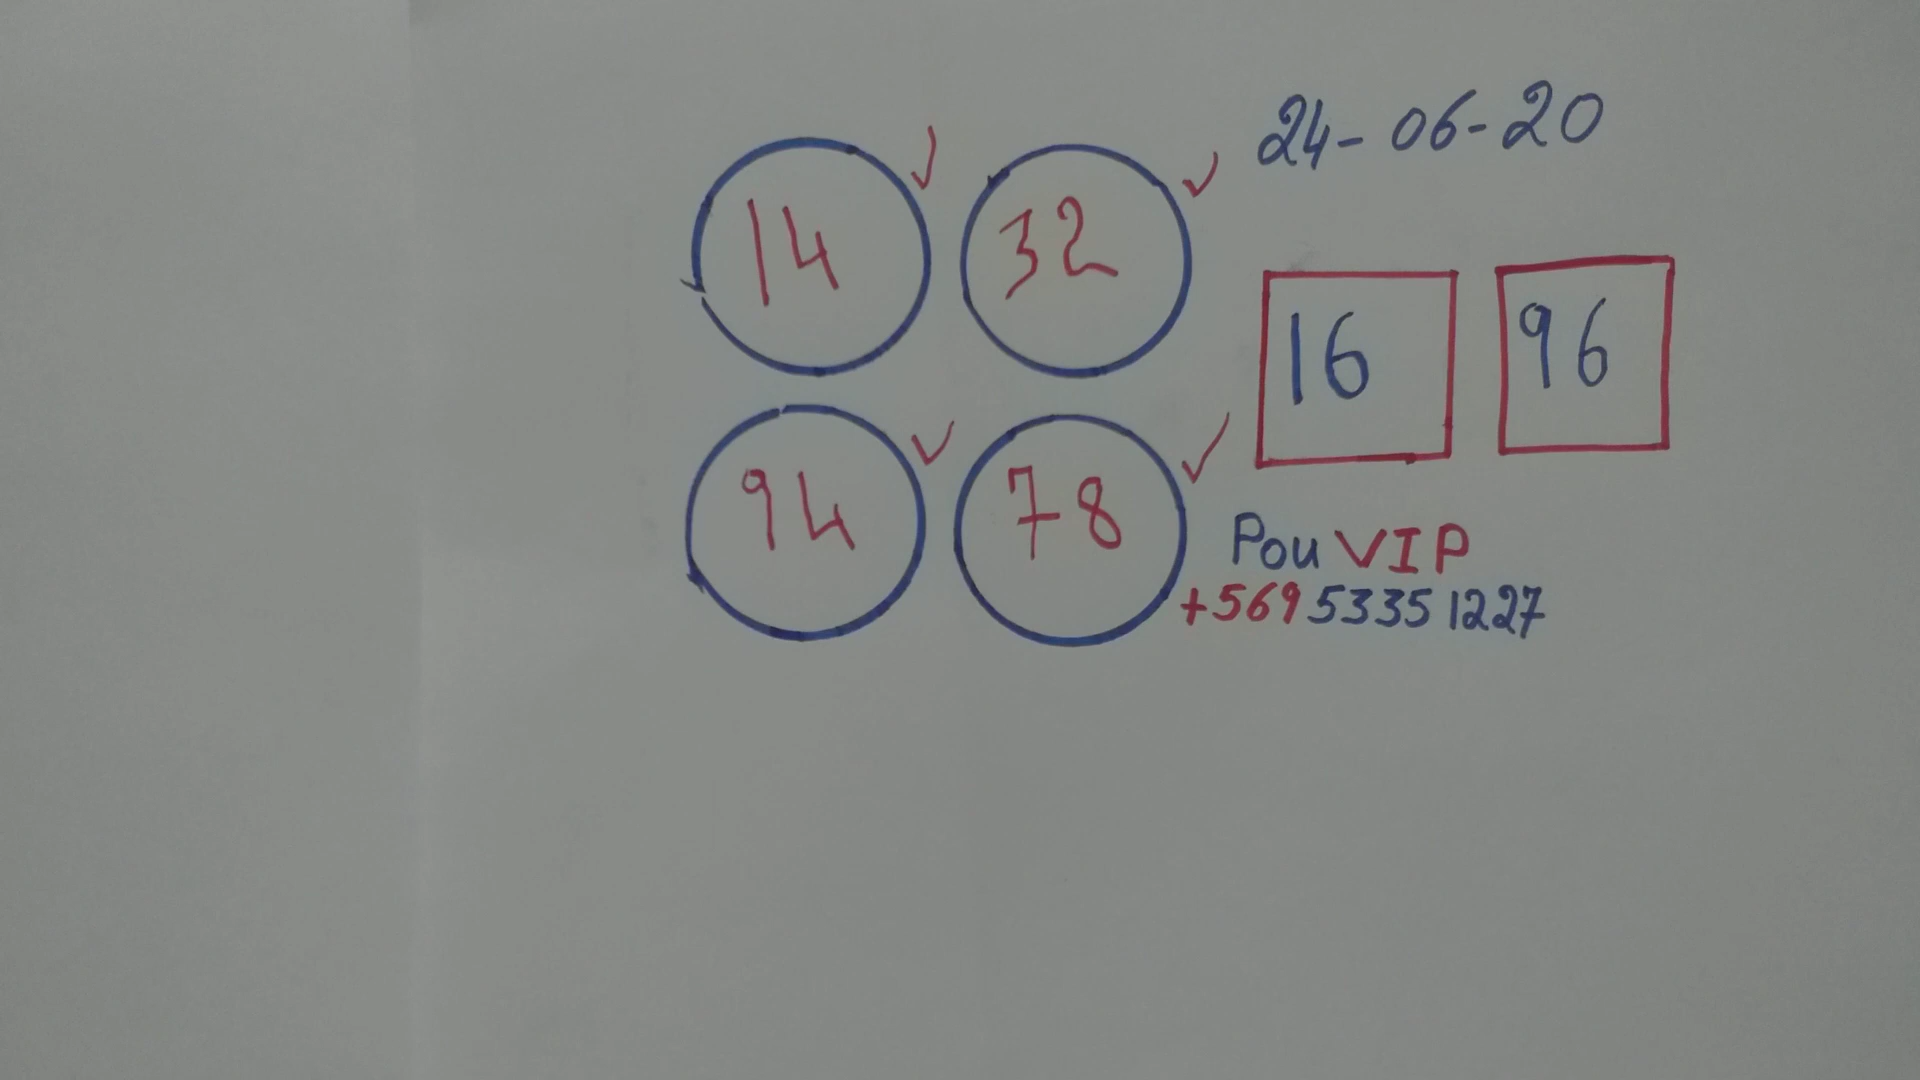 24-06-20
14 ✓ 32 ✓
16 96
94 ✓ 78 ✓
Pou VIP
+569 5335 1227